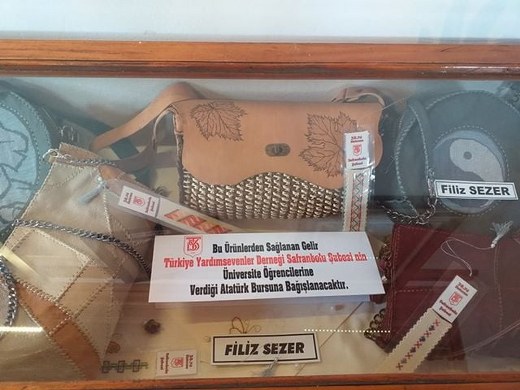 Filiz SEZER
Bu Ürünlerden Sağlanan Gelir
Türkiye Yardımsevenler Derneği Safranbolu Şubesi nin
Üniversite Öğrencilerine
Verdiği Atatürk Bursuna Bağışlanacaktır.
FİLİZ SEZER